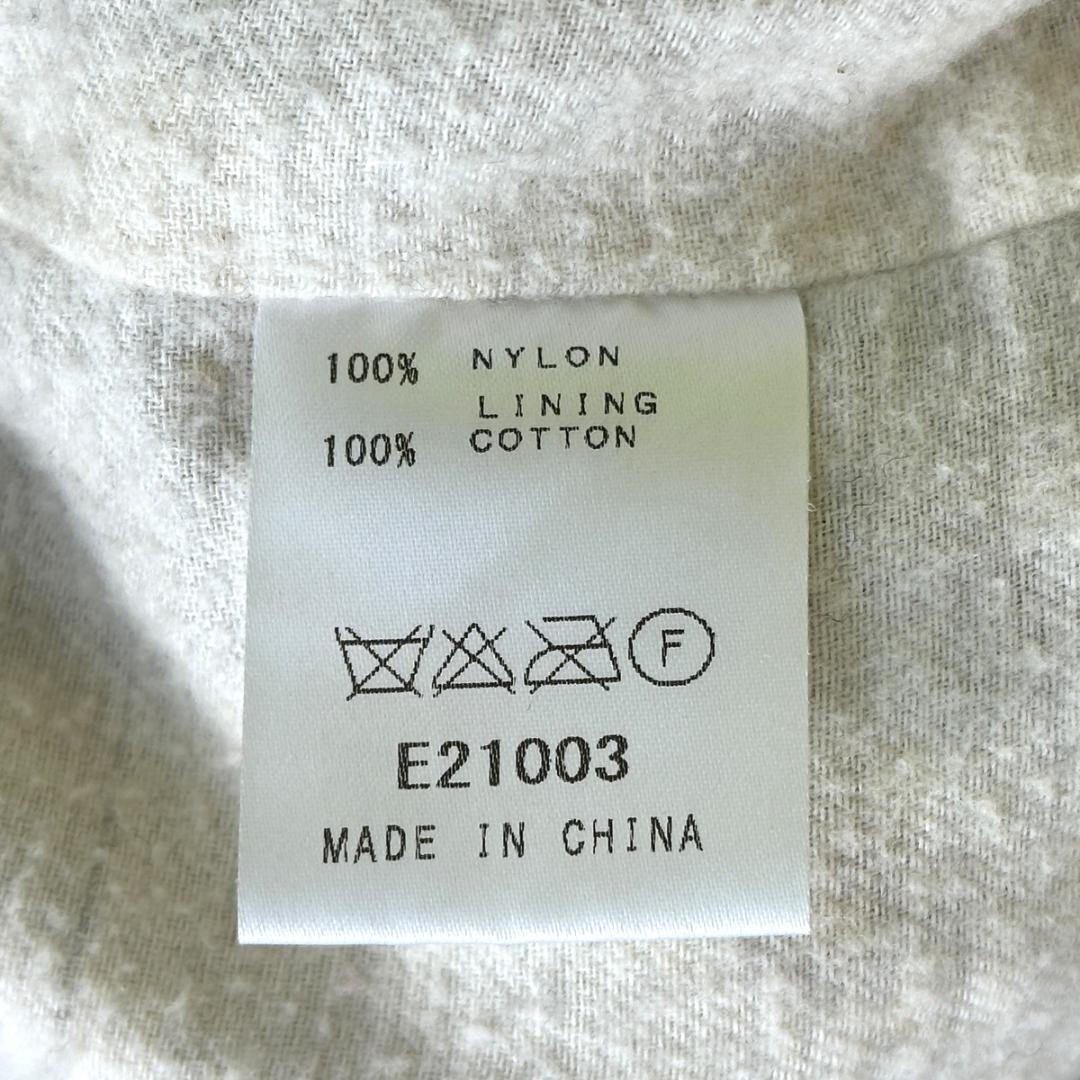 100% NYLON
LINING
100% COTTON
F
E21003
MADE IN CHINA